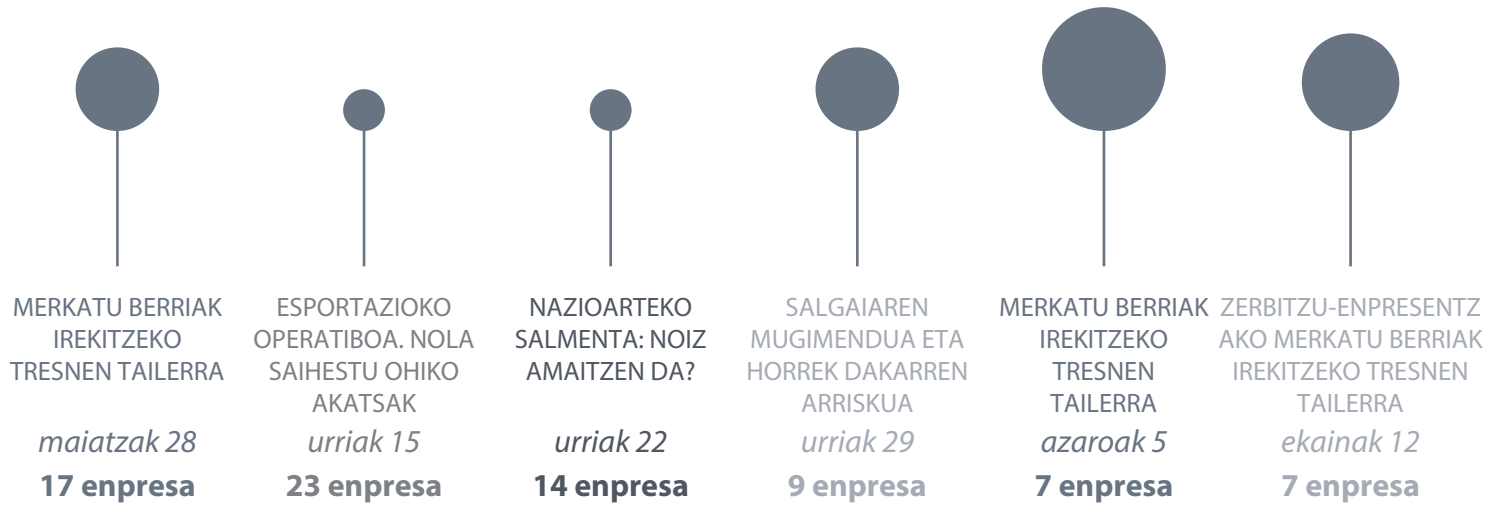 MERKATU BERRIAK
IREKITZEKO
TRESNEN TAILERRA
maiatzak 28
17 enpresa
ESPORTAZIOKO
OPERATIBOA. NOLA
SAIHESTU OHIKO
AKATSAK
urriak 15
23 enpresa
NAZIOARTEKO
SALMENTA: NOIZ
AMAITZEN DA?
urriak 22
14 enpresa
SALGAIAREN
MUGIMENDUA ETA
HORREK DAKARREN
ARRISKUA
urriak 29
9 enpresa
MERKATU BERRIAK
IREKITZEKO
TRESNEN
TAILERRA
azaroak 5
7 enpresa
ZERBITZU-ENPRESENTZ
AKO MERKATU BERRIAK
IREKITZEKO TRESNEN
TAILERRA
ekainak 12
7 enpresa